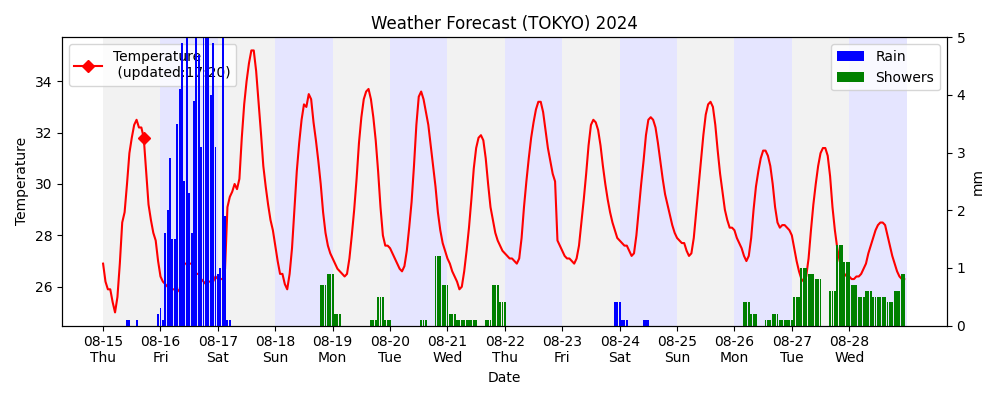 Weather Forecast (TOKYO) 2024
Temperature
(updated:17:20)
Rain
Showers
34
32
30
28
26
Temperature
5
4
3
2
1
0
mm
08-15 08-16 08-17 08-18 08-19 08-20 08-21 08-22 08-23 08-24 08-25 08-26 08-27 08-28
Thu Fri Sat Sun Mon Tue Wed Thu Fri Sat Sun Mon Tue Wed
Date